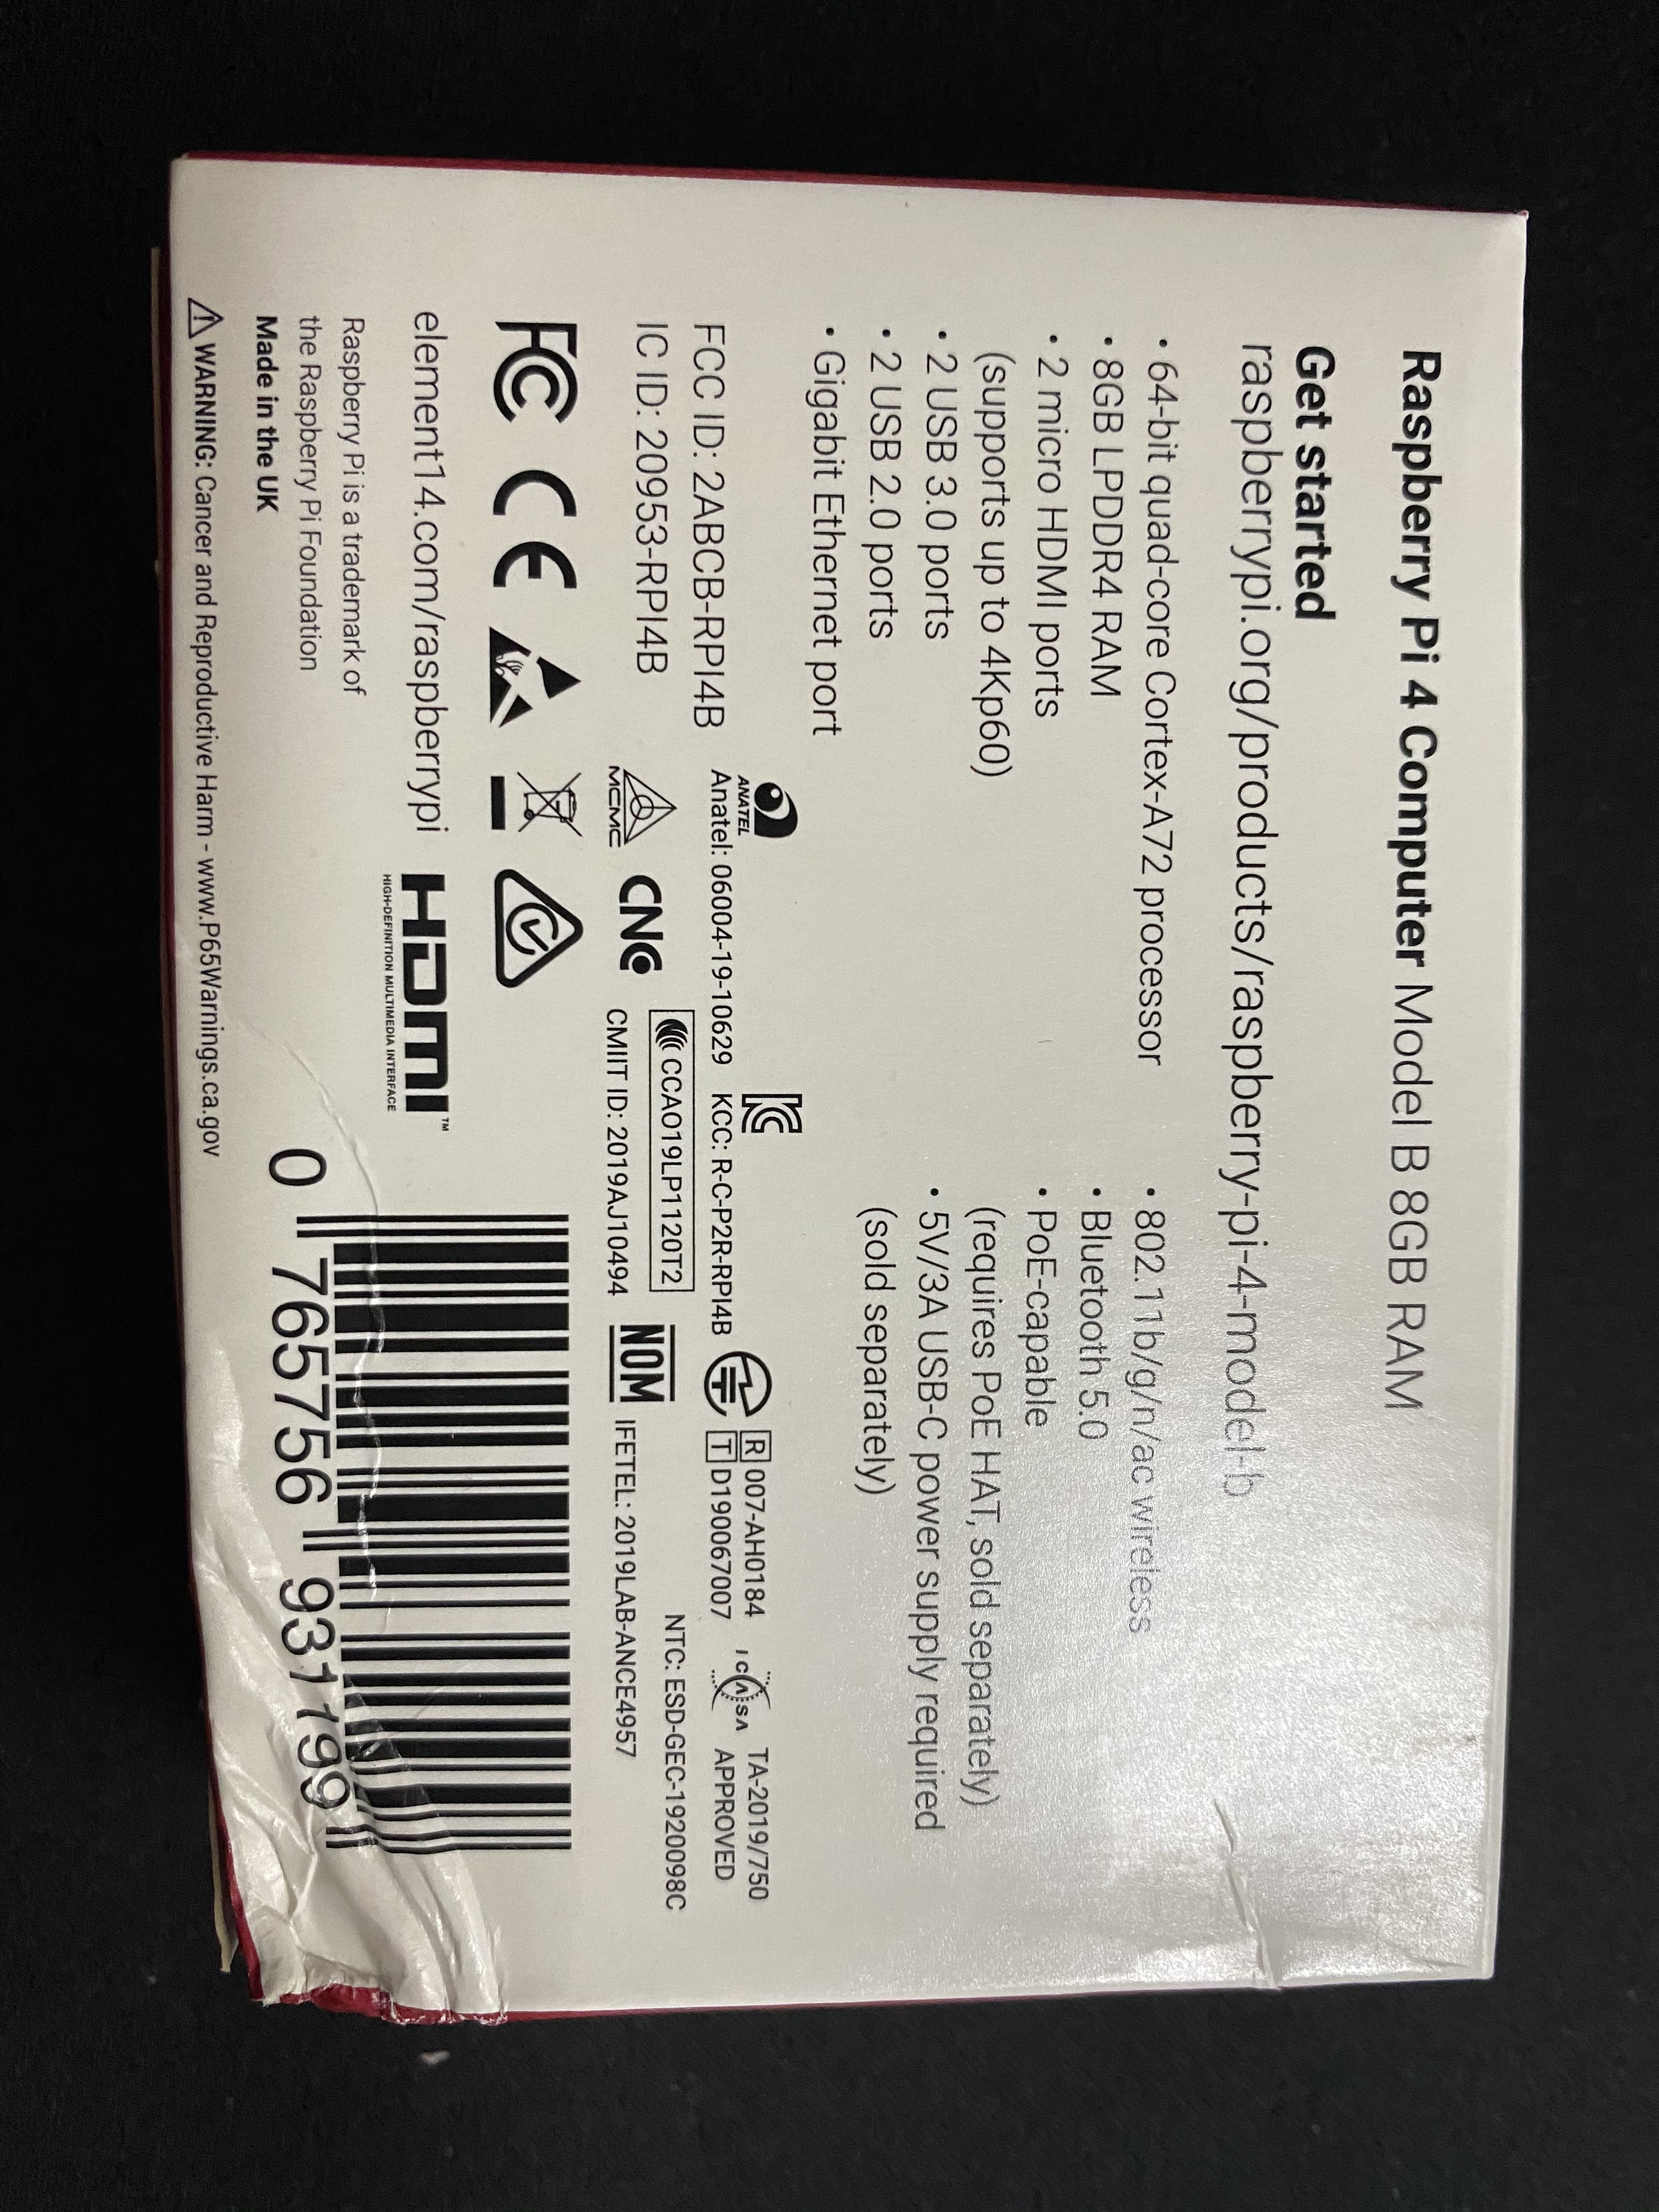 Raspberry Pi 4 Computer Model B 8GB RAM
Get started
raspberrypi.org/products/raspberry-pi-4-model-b
• 64-bit quad-core Cortex-A72 processor
• 8GB LPDDR4 RAM
• 2 micro HDMI ports
(supports up to 4Kp60)
• 2 USB 3.0 ports
• 2 USB 2.0 ports
• Gigabit Ethernet port
• 802.11b/g/n/ac wireless
• Bluetooth 5.0
• PoE-capable
(requires PoE HAT, sold separately)
• 5V/3A USB-C power supply required
(sold separately)
FCC ID: 2ABCB-RPI4B
IC ID: 20953-RPI4B
ANATEL
Anatel: 06004-19-10629
KCC: R-C-P2R-RPI4B
R 007-AH0184
T D190067007
ICASA
TA-2019/750
APPROVED
MCMC
CNC
CCAO19LP1120T2
CMIIT ID: 2019AJ10494
NOM
NTC: ESD-GEC-1920098C
IFETEL: 2019LAB-ANCE4957
FC CE
element14.com/raspberrypi
HDMI™
HIGH-DEFINITION MULTIMEDIA INTERFACE
Raspberry Pi is a trademark of
the Raspberry Pi Foundation
Made in the UK
0 765756 931199
WARNING: Cancer and Reproductive Harm - www.P65Warnings.ca.gov